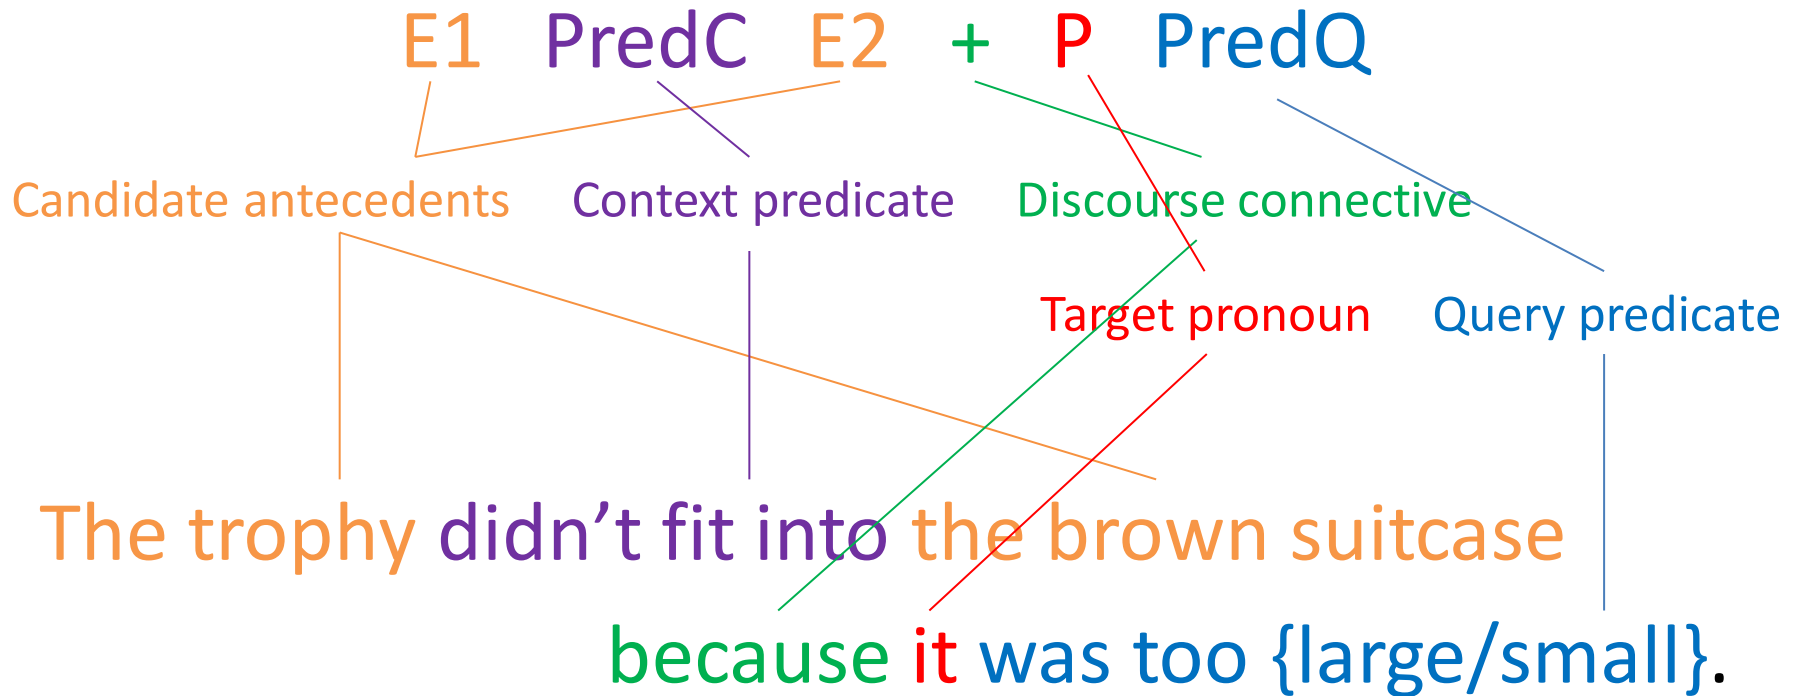 E1 PredC E2 + P PredQ
Candidate antecedents Context predicate Discourse connective
Target pronoun Query predicate
The trophy didn’t fit into the brown suitcase
because it was too {large/small}.